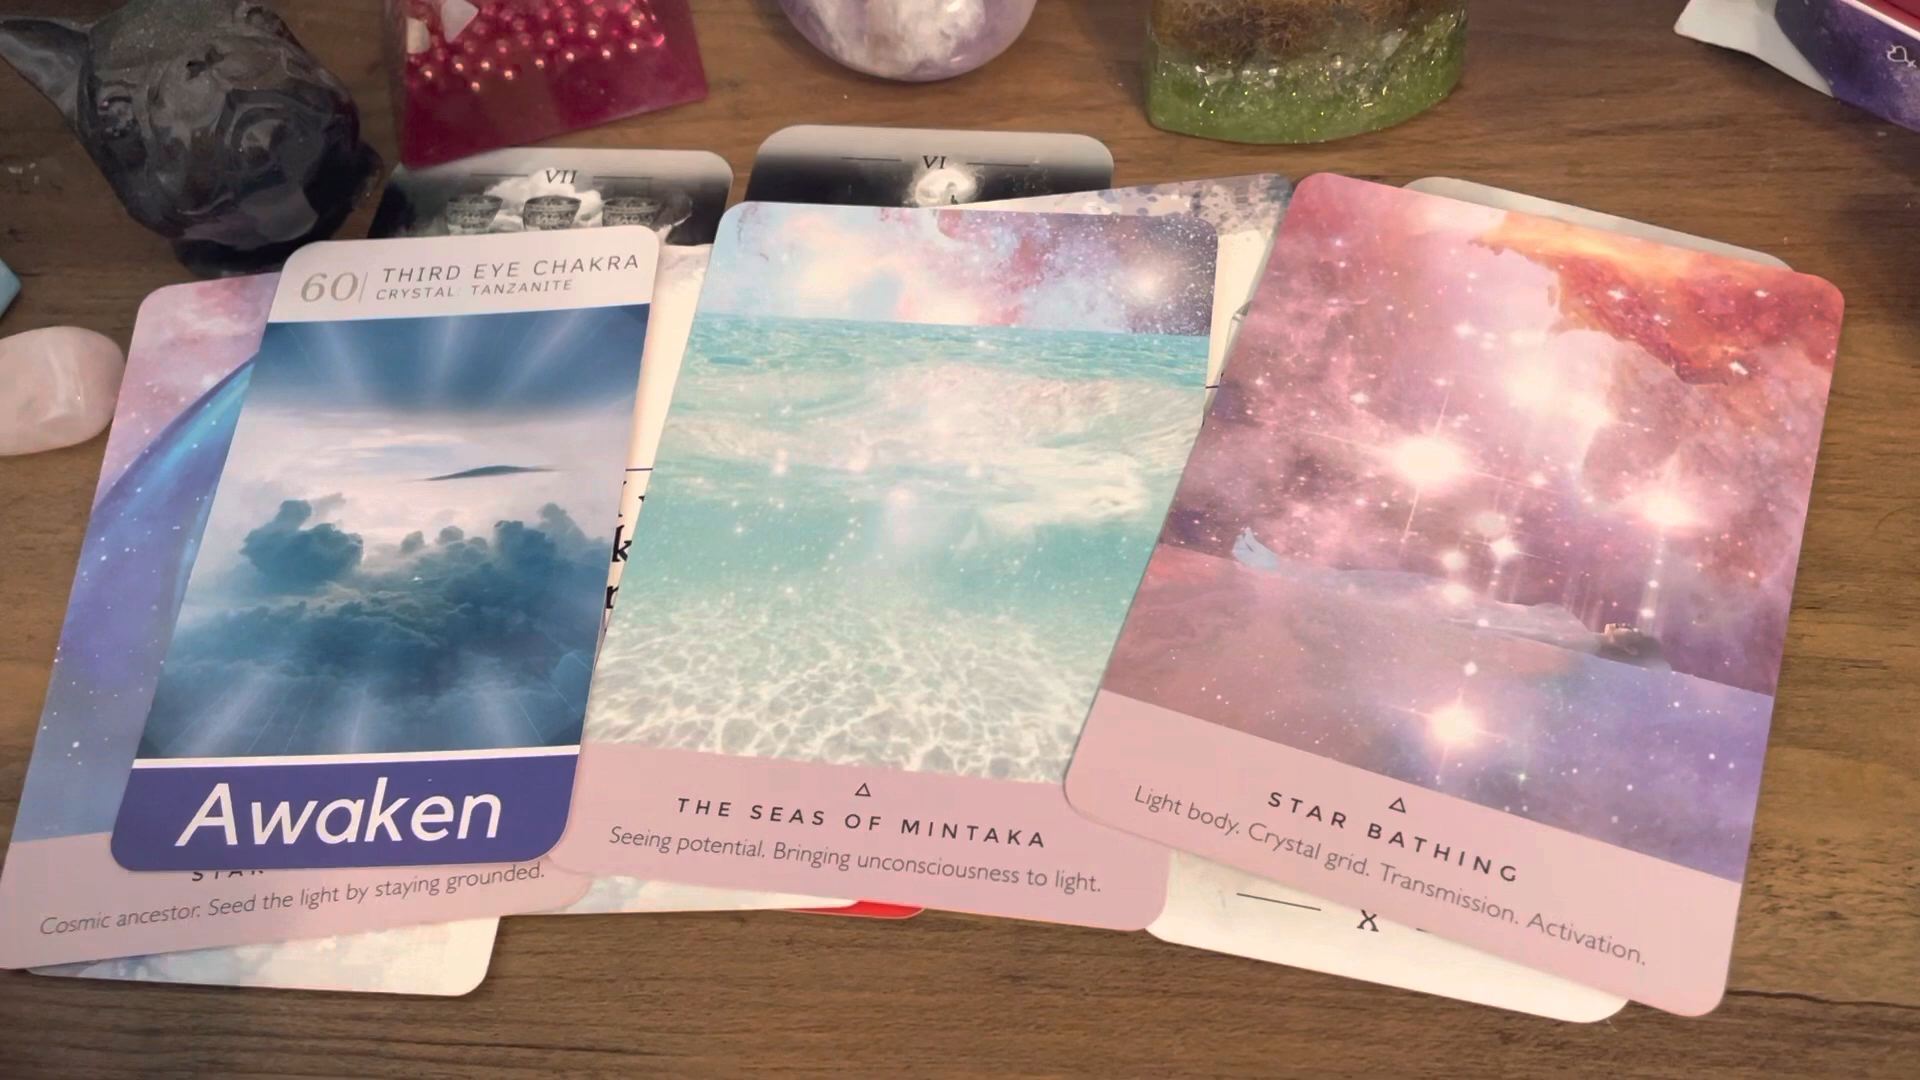 VII
VI
60 | THIRD EYE CHAKRA
CRYSTAL: TANZANITE
k
Awaken
Cosmic ancestor. Seed the light by staying grounded.
THE SEAS OF MINTAKA
Seeing potential. Bringing unconsciousness to light.
STAR BATHING
Light body. Crystal grid. Transmission. Activation.
X